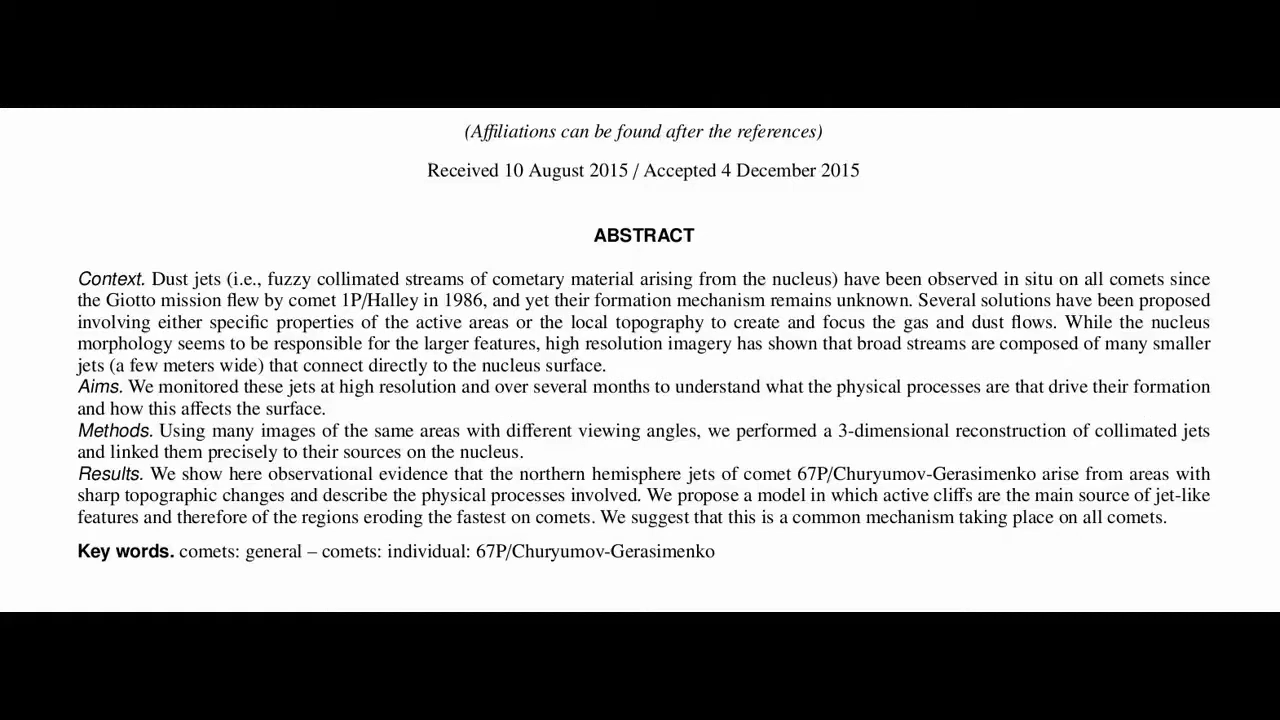 (Affiliations can be found after the references)
Received 10 August 2015 / Accepted 4 December 2015
ABSTRACT
Context. Dust jets (i.e., fuzzy collimated streams of cometary material arising from the nucleus) have been observed in situ on all comets since
the Giotto mission flew by comet 1P/Halley in 1986, and yet their formation mechanism remains unknown. Several solutions have been proposed
involving either specific properties of the active areas or the local topography to create and focus the gas and dust flows. While the nucleus
morphology seems to be responsible for the larger features, high resolution imagery has shown that broad streams are composed of many smaller
jets (a few meters wide) that connect directly to the nucleus surface.
Aims. We monitored these jets at high resolution and over several months to understand what the physical processes are that drive their formation
and how this affects the surface.
Methods. Using many images of the same areas with different viewing angles, we performed a 3-dimensional reconstruction of collimated jets
and linked them precisely to their sources on the nucleus.
Results. We show here observational evidence that the northern hemisphere jets of comet 67P/Churyumov-Gerasimenko arise from areas with
sharp topographic changes and describe the physical processes involved. We propose a model in which active cliffs are the main source of jet-like
features and therefore of the regions eroding the fastest on comets. We suggest that this is a common mechanism taking place on all comets.
Key words. comets: general – comets: individual: 67P/Churyumov-Gerasimenko